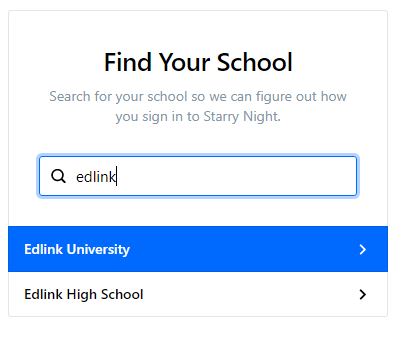 Find Your School
Search for your school so we can figure out how
you sign in to Starry Night.
edlink
Edlink University
Edlink High School